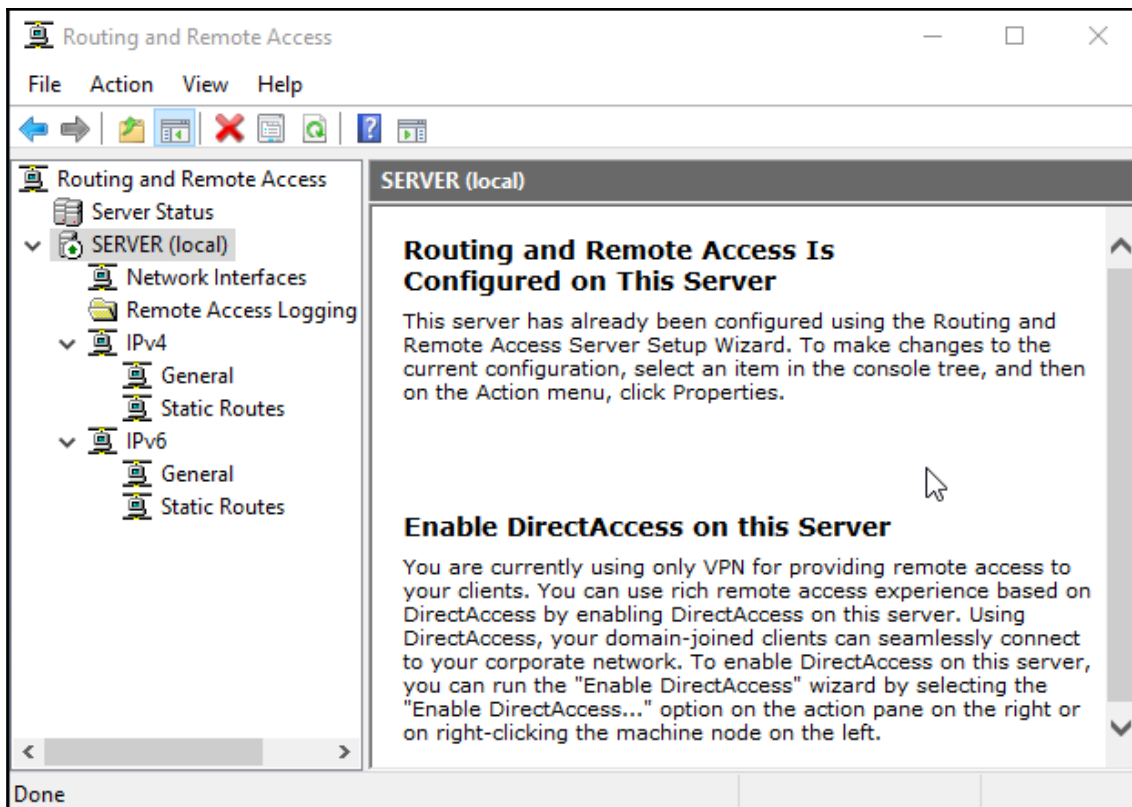 Routing and Remote Access
File Action View Help
Routing and Remote Access
Server Status
SERVER (local)
Network Interfaces
Remote Access Logging
IPv4
General
Static Routes
IPv6
General
Static Routes
SERVER (local)
Routing and Remote Access Is
Configured on This Server
This server has already been configured using the Routing and
Remote Access Server Setup Wizard. To make changes to the
current configuration, select an item in the console tree, and then
on the Action menu, click Properties.
Enable DirectAccess on this Server
You are currently using only VPN for providing remote access to
your clients. You can use rich remote access experience based on
DirectAccess by enabling DirectAccess on this server. Using
DirectAccess, your domain-joined clients can seamlessly connect
to your corporate network. To enable DirectAccess on this server,
you can run the "Enable DirectAccess" wizard by selecting the
"Enable DirectAccess..." option on the action pane on the right or
on right-clicking the machine node on the left.
Done